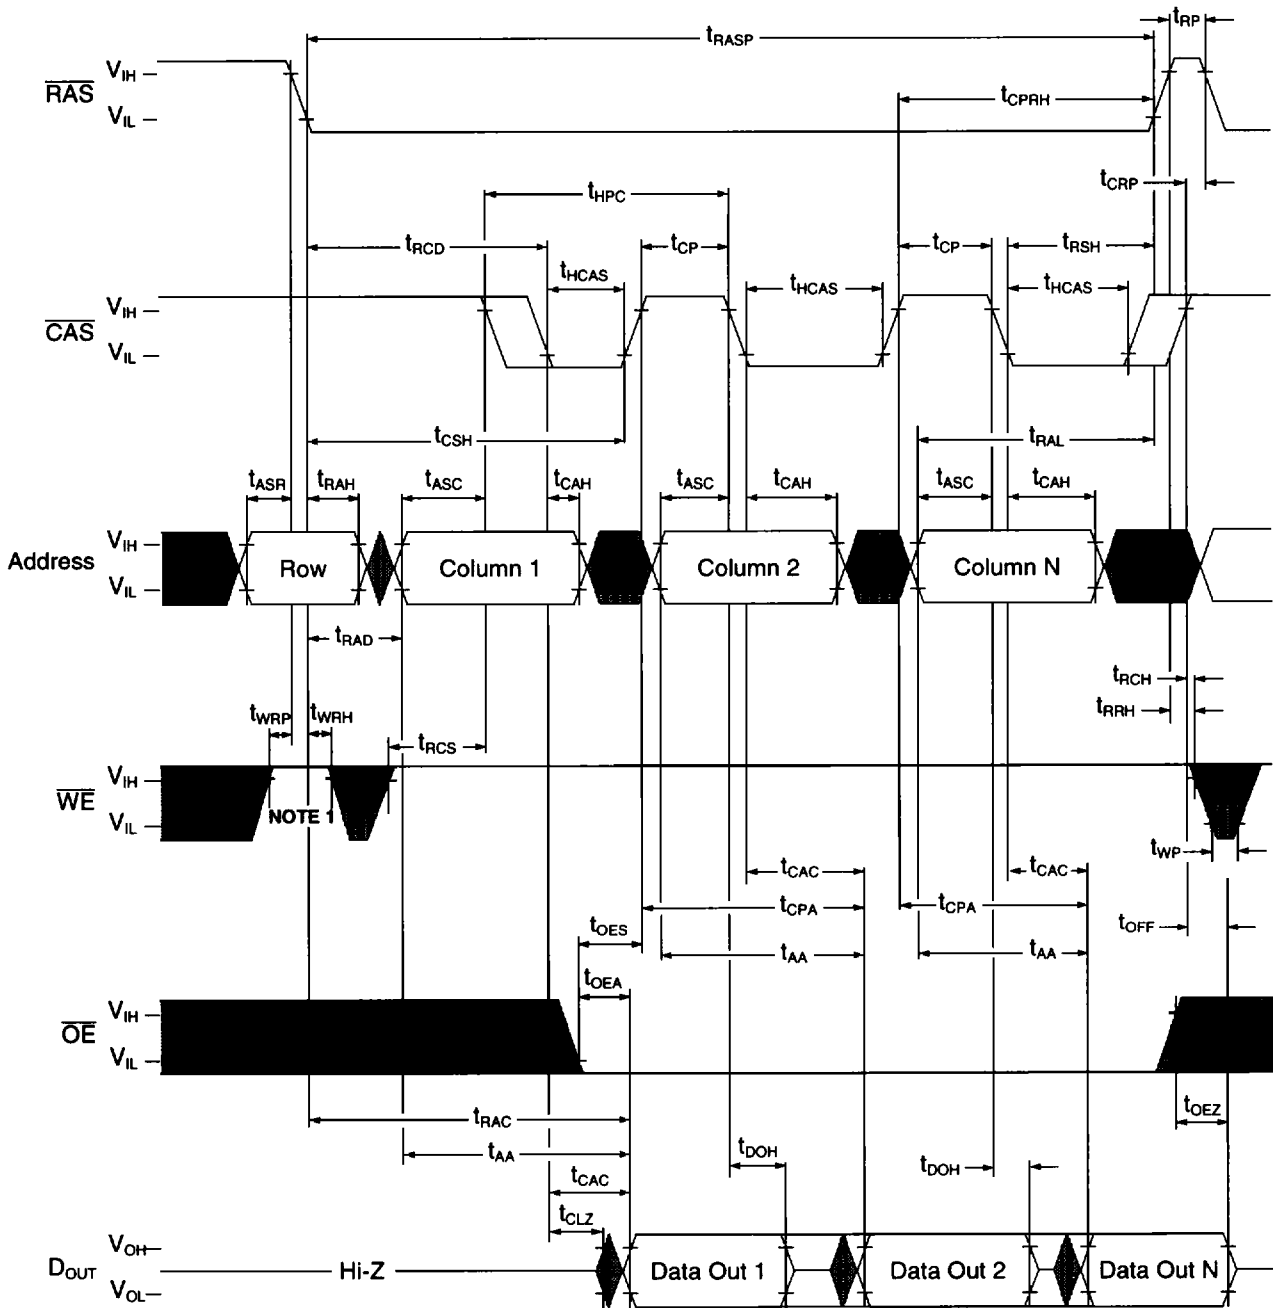 tRP
tRASP
RAS VIH
VIL
tCPRH
tCRP
tHPC
tRCD tCP tCP tRSH
tHCAS tHCAS tHCAS
CAS VIH
VIL
tCSH tRAL
tASR tRAH tASC tCAH tASC tCAH tASC tCAH
Address VIH
VIL
Row Column 1 Column 2 Column N
tRAD
tRCH
tWRP tWRH tRRH
tRCS
WE VIH
VIL
NOTE 1
tWP
tCAC tCAC
tCPA tCPA
tOES tOFF
tAA tAA
tOEA
OE VIH
VIL
tRAC tOEZ
tAA tDOH tDOH
tCAC
tCLZ
DOUT VOH
VOL
Hi-Z Data Out 1 Data Out 2 Data Out N